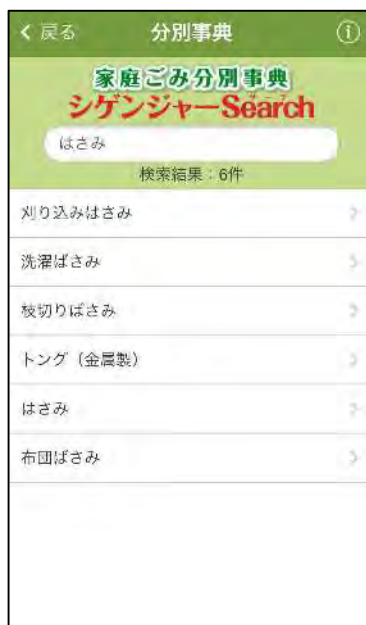 戻る 分別事典
家庭ごみ分別事典
シゲンジャーSearch
はさみ
検索結果:6件
刈り込みはさみ
洗濯ばさみ
枝切りばさみ
トング(金属製)
はさみ
布団ばさみ